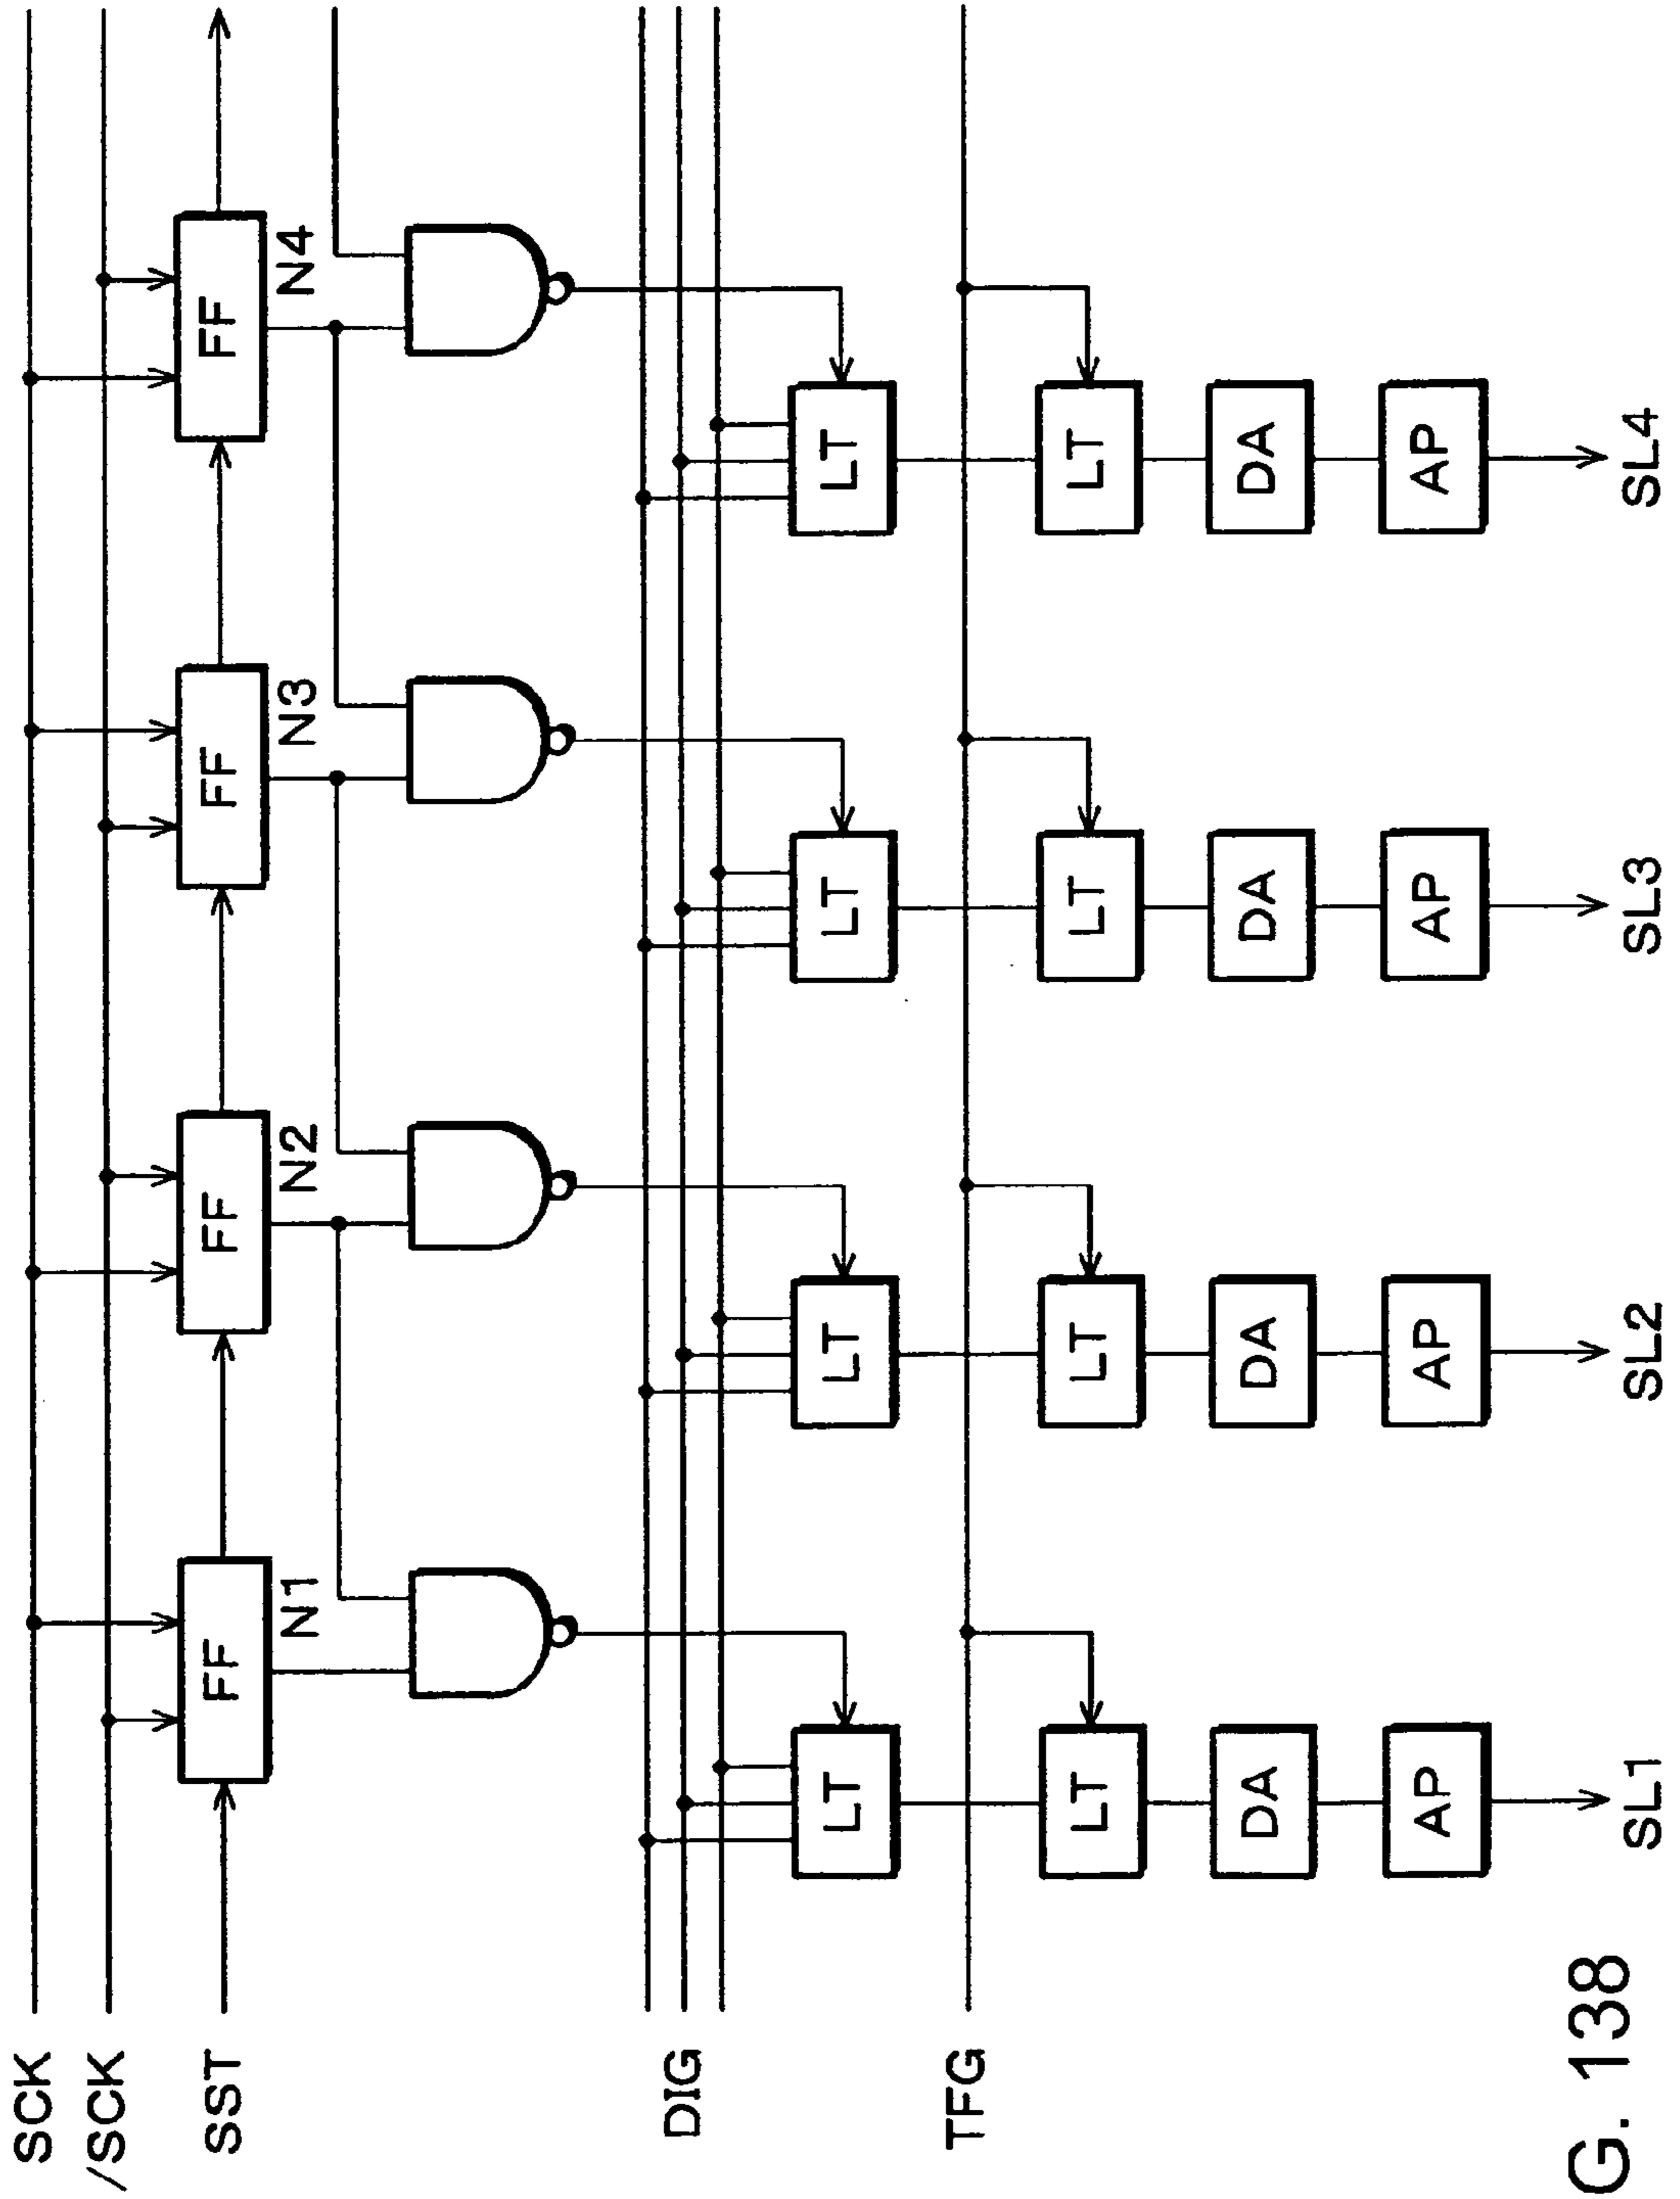 SCK
/SCK
SST
FF FF FF FF
N1 N2 N3 N4
DIG
LT LT LT LT
TFG
LT LT LT LT
DA DA DA DA
AP AP AP AP
SL1 SL2 SL3 SL4
G. 138